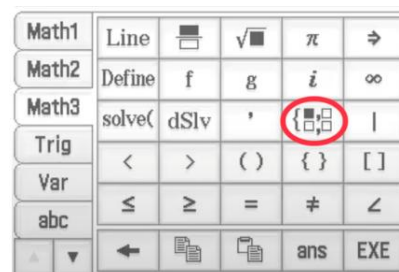 Math1 Line √ π ⇒
Math2 Define f g i ∞
Math3 solve( dSlv ' { , |
Trig < > ( ) { } [ ]
Var ≤ ≥ = ≠ ∠
abc
▲ ▼ ans EXE